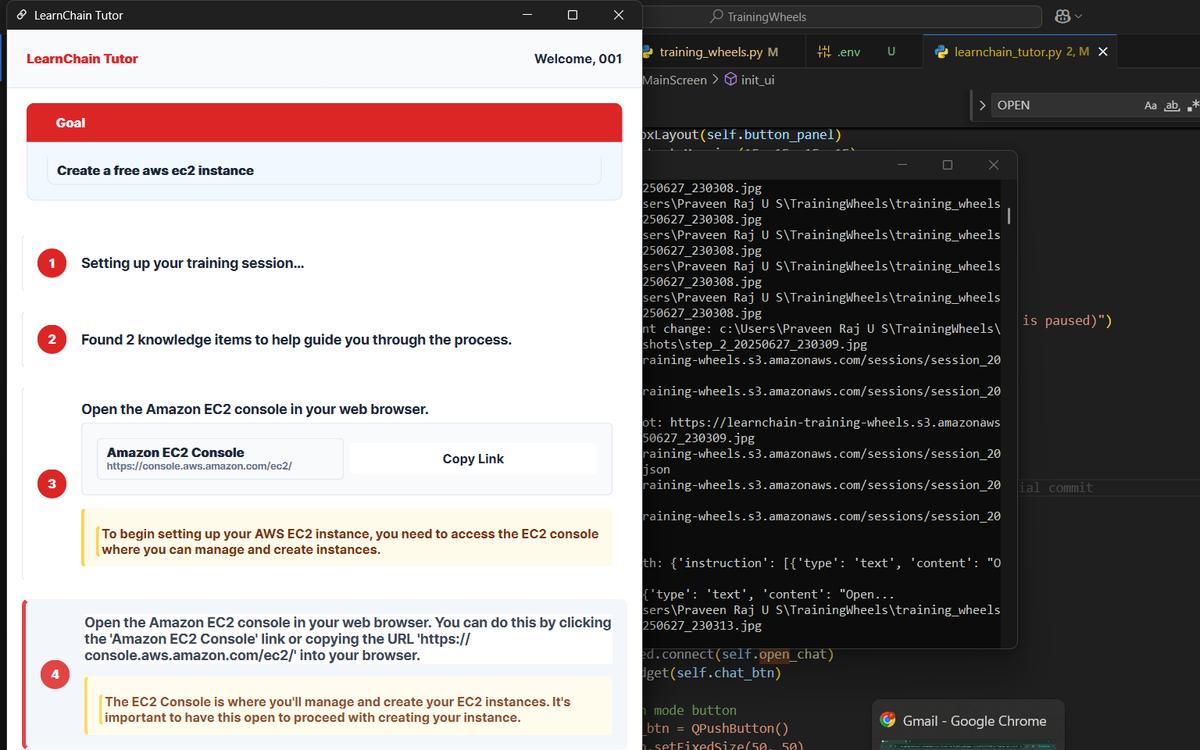 LearnChain Tutor
LearnChain Tutor
Welcome, 001
Goal
Create a free aws ec2 instance
1
Setting up your training session...
2
Found 2 knowledge items to help guide you through the process.
3
Open the Amazon EC2 console in your web browser.
Amazon EC2 Console
https://console.aws.amazon.com/ec2/
Copy Link
To begin setting up your AWS EC2 instance, you need to access the EC2 console
where you can manage and create instances.
4
Open the Amazon EC2 console in your web browser. You can do this by clicking
the 'Amazon EC2 Console' link or copying the URL 'https://
console.aws.amazon.com/ec2/' into your browser.
The EC2 Console is where you'll manage and create your EC2 instances. It's
important to have this open to proceed with creating your instance.
TrainingWheels
training_wheels.py M
.env U
learnchain_tutor.py 2, M
MainScreen > init_ui
OPEN
Aa ab
oxLayout(self.button_panel)
250627_230308.jpg
sers\Praveen Raj U S\TrainingWheels\training_wheels
250627_230308.jpg
sers\Praveen Raj U S\TrainingWheels\training_wheels
250627_230308.jpg
sers\Praveen Raj U S\TrainingWheels\training_wheels
250627_230308.jpg
sers\Praveen Raj U S\TrainingWheels\training_wheels
250627_230308.jpg
nt change: c:\Users\Praveen Raj U S\TrainingWheels\
shots\step_2_20250627_230309.jpg
raining-wheels.s3.amazonaws.com/sessions/session_20
raining-wheels.s3.amazonaws.com/sessions/session_20
ot: https://learnchain-training-wheels.s3.amazonaws
50627_230309.jpg
raining-wheels.s3.amazonaws.com/sessions/session_20
json
raining-wheels.s3.amazonaws.com/sessions/session_20
raining-wheels.s3.amazonaws.com/sessions/session_20
th: {'instruction': [{'type': 'text', 'content': "O
{'type': 'text', 'content': "Open...
sers\Praveen Raj U S\TrainingWheels\training_wheels
250627_230313.jpg
is paused)")
ial commit
ed.connect(self.open_chat)
dget(self.chat_btn)
mode button
_btn = QPushButton()
.setFixedSize(50, 50)
Gmail - Google Chrome